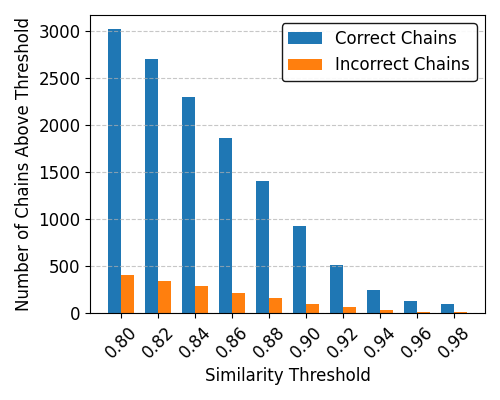 Correct Chains
Incorrect Chains
Number of Chains Above Threshold
3000
2500
2000
1500
1000
500
0
0.80 0.82 0.84 0.86 0.88 0.90 0.92 0.94 0.96 0.98
Similarity Threshold